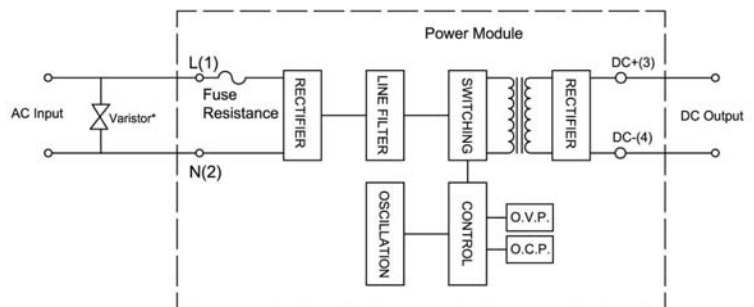 Power Module
L(1)
DC+(3)
AC Input
Varistor*
Fuse
Resistance
RECTIFIER
LINE FILTER
SWITCHING
RECTIFIER
DC Output
N(2)
DC-(4)
OSCILLATION
CONTROL
O.V.P.
O.C.P.